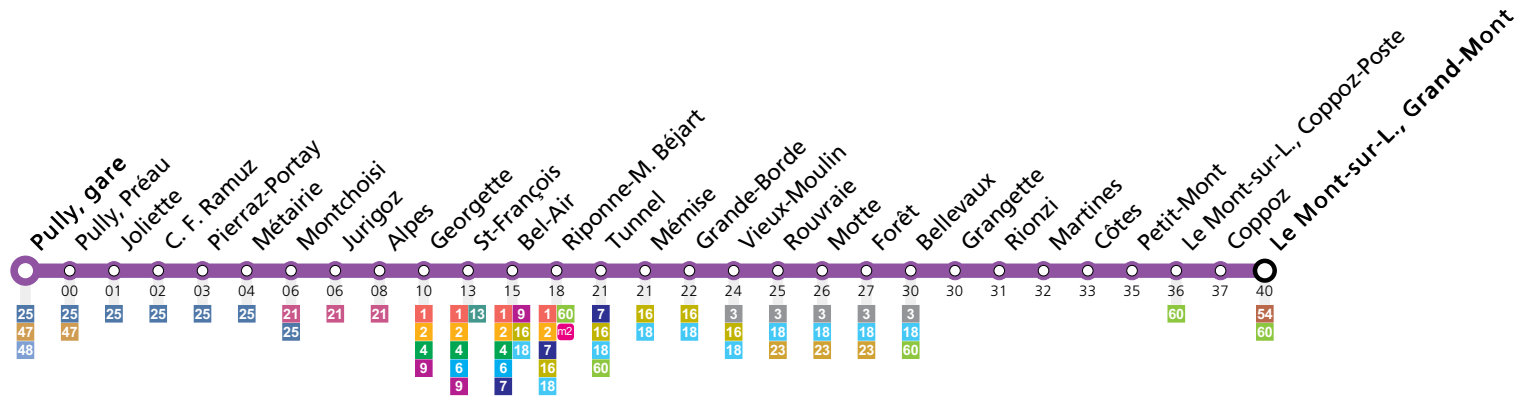 Pully, gare
Pully, Préau
Joliette
C. F. Ramuz
Pierraz-Portay
Métairie
Montchoisi
Jurigoz
Alpes
Georgette
St-François
Bel-Air
Riponne-M. Béjart
Tunnel
Mémise
Grande-Borde
Vieux-Moulin
Rouvraie
Motte
Forêt
Bellevaux
Grangette
Rionzi
Martines
Côtes
Petit-Mont
Le Mont-sur-L., Coppoz-Poste
Coppoz
Le Mont-sur-L., Grand-Mont
00 01 02 03 04 06 06 08 10 13 15 18 21 21 22 24 25 26 27 30 30 31 32 33 35 36 37 40
25 25 25 25 25 25 21 21 21 1 1 13 1 9 1 60 7 16 16 3 3 3 3 3 60 54
47 47 25 2 2 2 16 2 m2 16 18 18 16 18 18 18 18 60
48 4 4 4 18 7 18 18 23 23 23 60
9 6 6 16 60
9 7 18